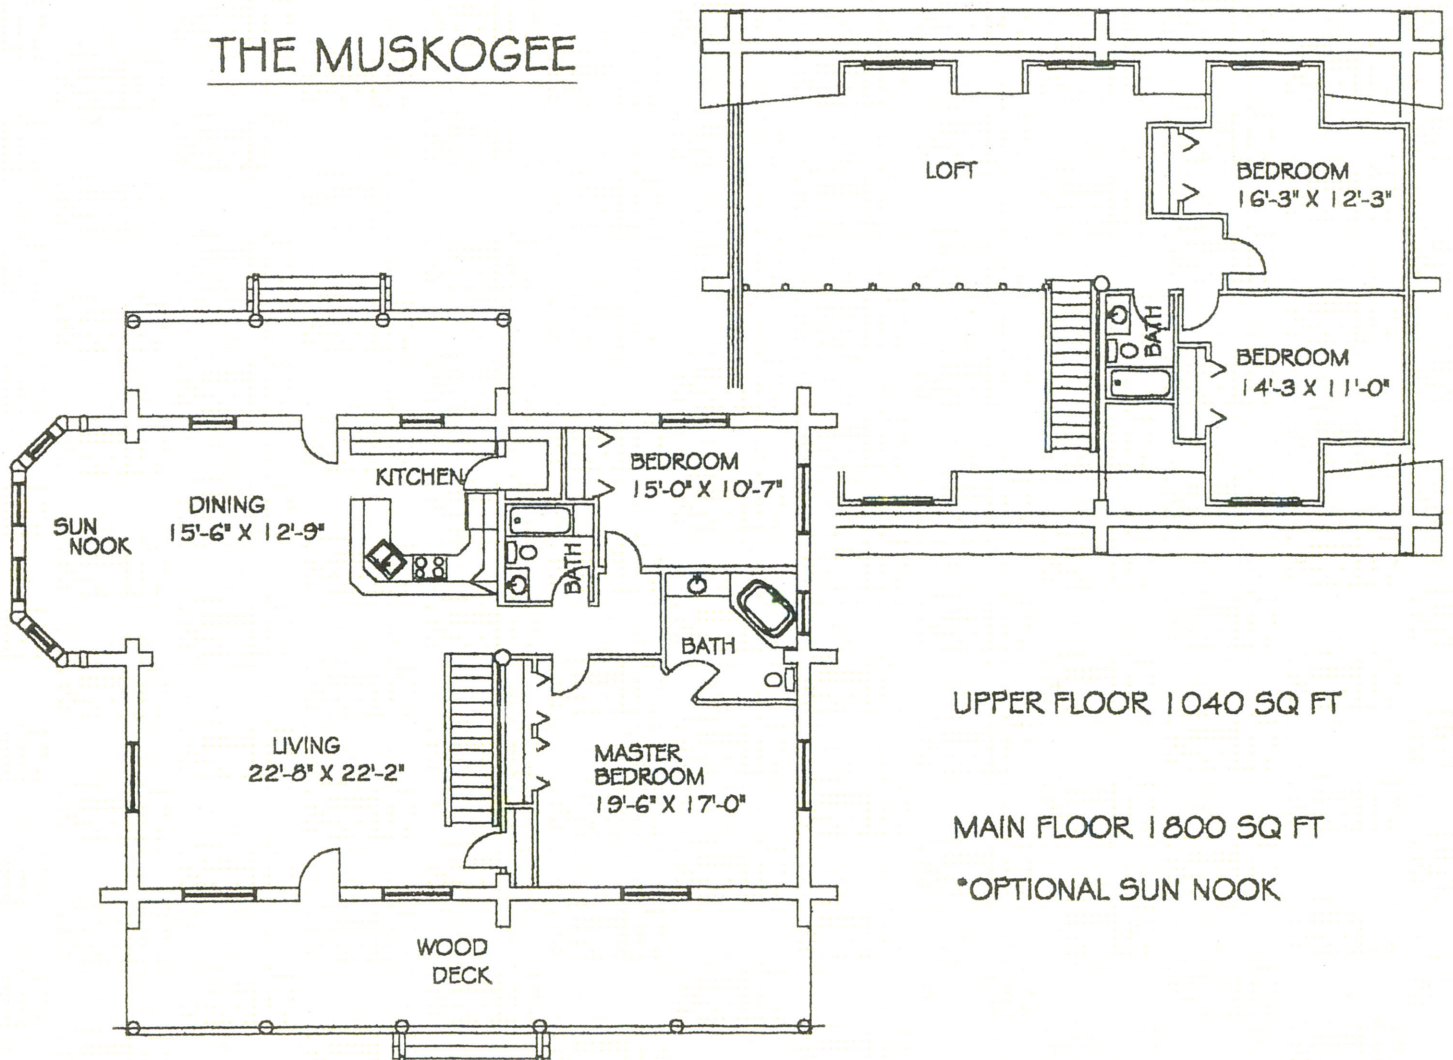 THE MUSKOGEE
LOFT
BEDROOM
16'-3" X 12'-3"
BATH
BEDROOM
14'-3 X 11'-0"
KITCHEN
BEDROOM
15'-0" X 10'-7"
DINING
15'-6" X 12'-9"
SUN
NOOK
BATH
BATH
LIVING
22'-8" X 22'-2"
MASTER
BEDROOM
19'-6" X 17'-0"
WOOD
DECK
UPPER FLOOR 1040 SQ FT
MAIN FLOOR 1800 SQ FT
*OPTIONAL SUN NOOK